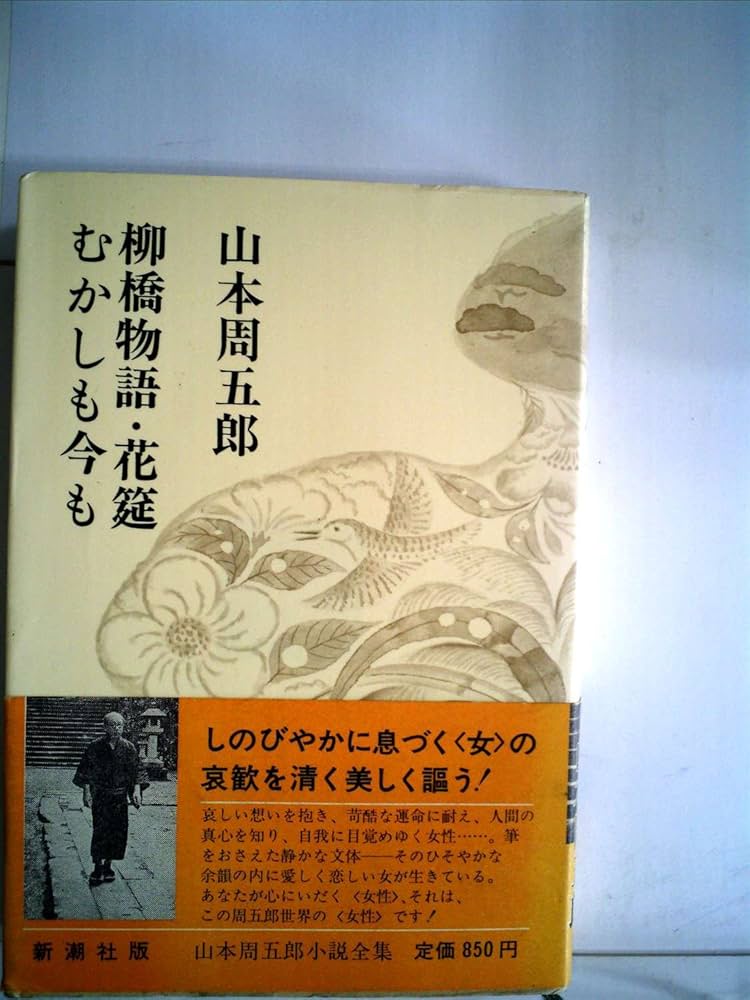 山本周五郎
柳橋物語・花筵
むかしも今も
しのびやかに息づく〈女〉の
哀歓を清く美しく謳う!
哀しい想いを抱き、苛酷な運命に耐え、人間の
真心を知り、自我に目覚めゆく女性……。筆
をおさえた静かな文体――そのひそやかな
余韻の内に愛しく恋しい女が生きている。
あなたが心にいだく〈女性〉、それは、
この周五郎世界の〈女性〉です!
新潮社版 山本周五郎小説全集 定価850円